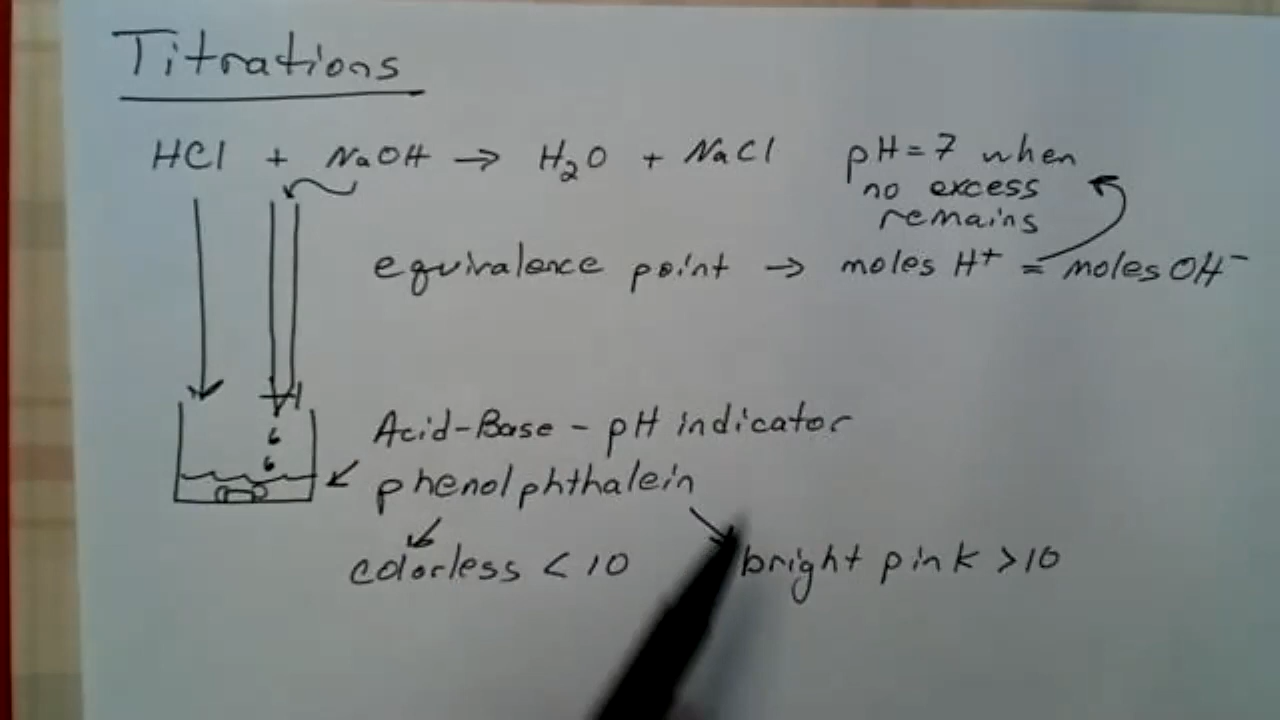 Titrations
HCl + NaOH → H₂O + NaCl
pH = 7 when
no excess
remains
equivalence point → moles H⁺ = moles OH⁻
Acid-Base - pH indicator
phenolphthalein
colorless < 10
bright pink > 10